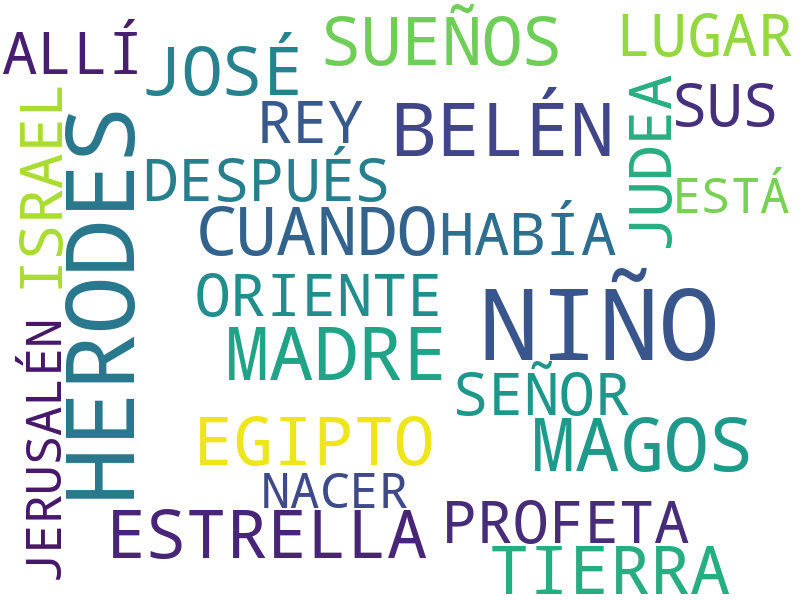 ALLÍ
JOSÉ
SUEÑOS
LUGAR
REY
BELÉN
SUS
JUDEA
ISRAEL
HERODES
DESPUÉS
ESTÁ
CUANDO
HABÍA
ORIENTE
NIÑO
MADRE
SEÑOR
JERUSALÉN
EGIPTO
MAGOS
NACER
ESTRELLA
PROFETA
TIERRA